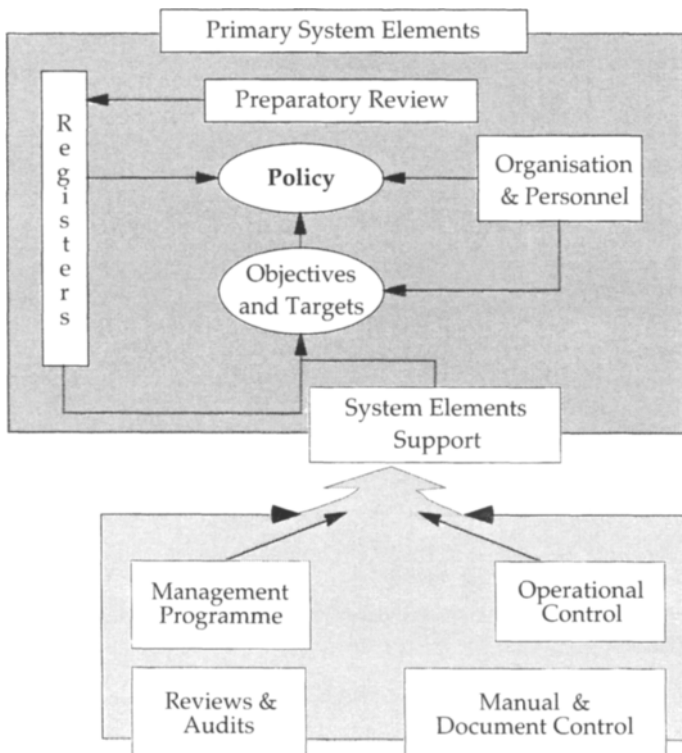 Primary System Elements
Preparatory Review
Registers
Policy
Organisation
& Personnel
Objectives
and Targets
System Elements
Support
Management
Programme
Operational
Control
Reviews &
Audits
Manual &
Document Control